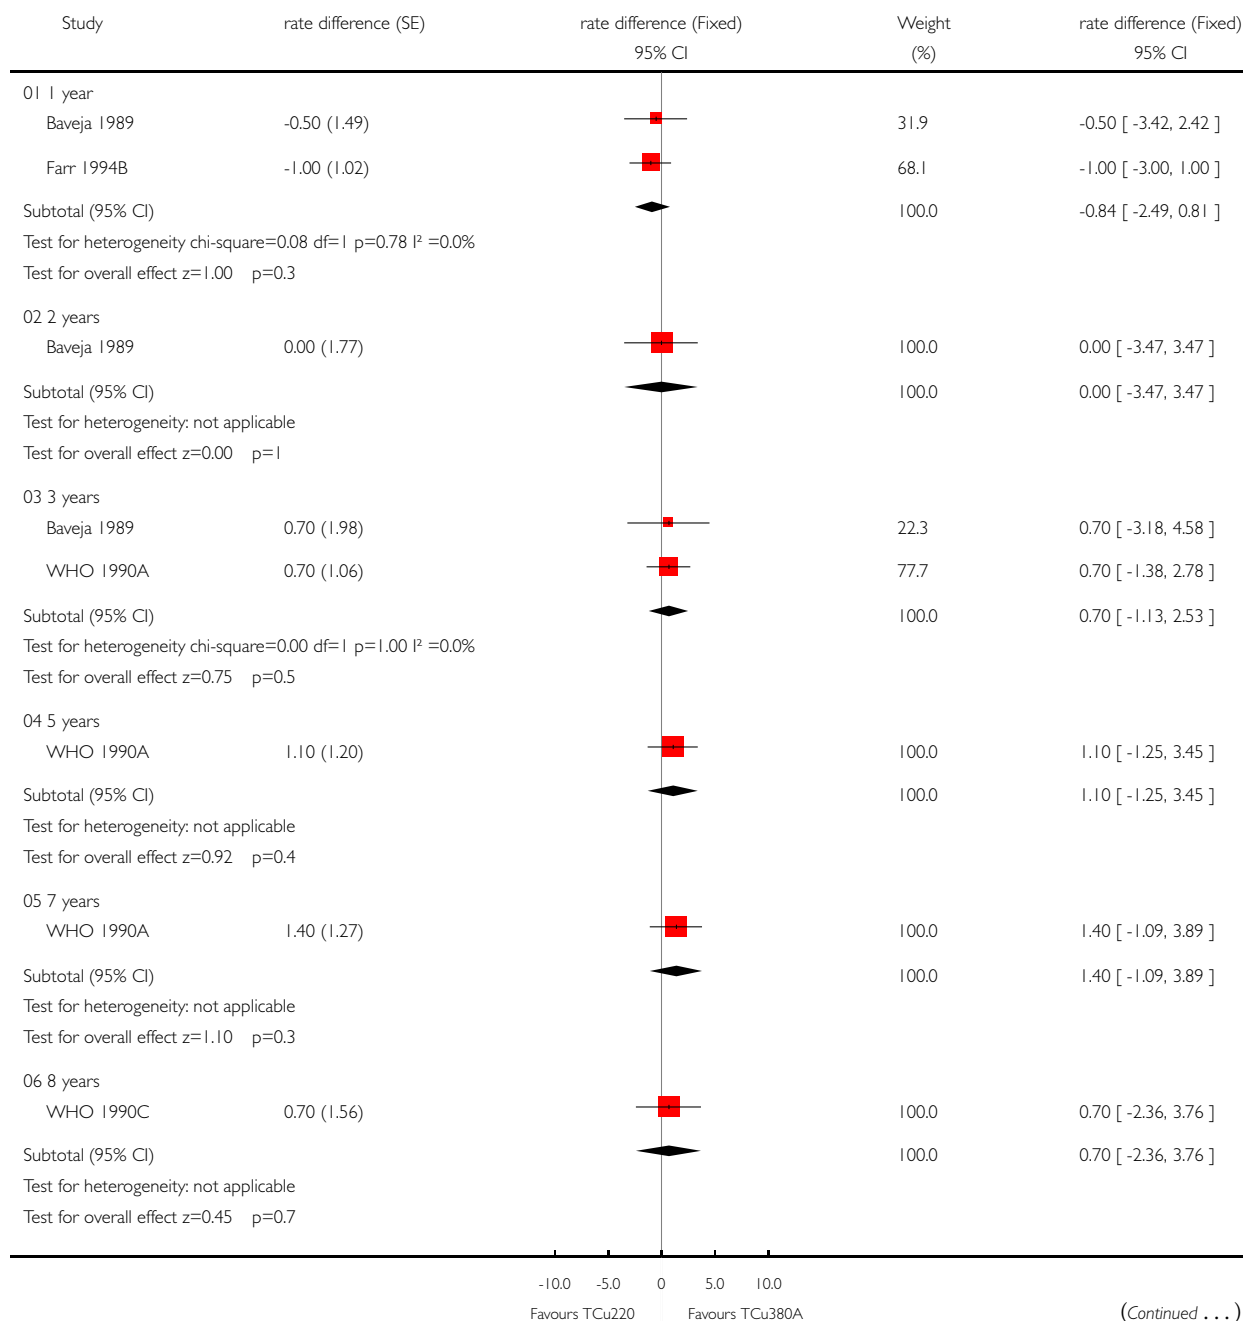 Study rate difference (SE) rate difference (Fixed) Weight rate difference (Fixed)
95% CI (%) 95% CI
01 1 year
Baveja 1989 -0.50 (1.49) 31.9 -0.50 [ -3.42, 2.42 ]
Farr 1994B -1.00 (1.02) 68.1 -1.00 [ -3.00, 1.00 ]
Subtotal (95% CI) 100.0 -0.84 [ -2.49, 0.81 ]
Test for heterogeneity chi-square=0.08 df=1 p=0.78 I² =0.0%
Test for overall effect z=1.00 p=0.3
02 2 years
Baveja 1989 0.00 (1.77) 100.0 0.00 [ -3.47, 3.47 ]
Subtotal (95% CI) 100.0 0.00 [ -3.47, 3.47 ]
Test for heterogeneity: not applicable
Test for overall effect z=0.00 p=1
03 3 years
Baveja 1989 0.70 (1.98) 22.3 0.70 [ -3.18, 4.58 ]
WHO 1990A 0.70 (1.06) 77.7 0.70 [ -1.38, 2.78 ]
Subtotal (95% CI) 100.0 0.70 [ -1.13, 2.53 ]
Test for heterogeneity chi-square=0.00 df=1 p=1.00 I² =0.0%
Test for overall effect z=0.75 p=0.5
04 5 years
WHO 1990A 1.10 (1.20) 100.0 1.10 [ -1.25, 3.45 ]
Subtotal (95% CI) 100.0 1.10 [ -1.25, 3.45 ]
Test for heterogeneity: not applicable
Test for overall effect z=0.92 p=0.4
05 7 years
WHO 1990A 1.40 (1.27) 100.0 1.40 [ -1.09, 3.89 ]
Subtotal (95% CI) 100.0 1.40 [ -1.09, 3.89 ]
Test for heterogeneity: not applicable
Test for overall effect z=1.10 p=0.3
06 8 years
WHO 1990C 0.70 (1.56) 100.0 0.70 [ -2.36, 3.76 ]
Subtotal (95% CI) 100.0 0.70 [ -2.36, 3.76 ]
Test for heterogeneity: not applicable
Test for overall effect z=0.45 p=0.7
-10.0 -5.0 0 5.0 10.0
Favours TCu220 Favours TCu380A (Continued . . . )